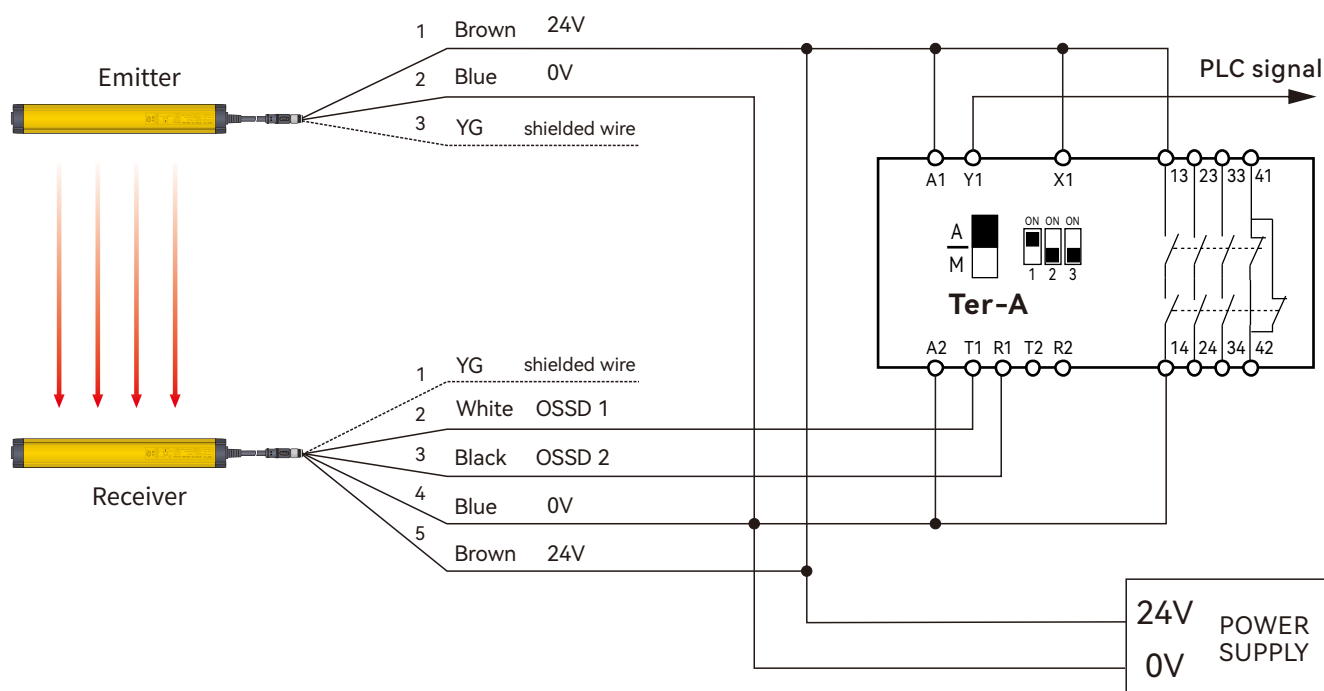 Emitter
1 Brown 24V
2 Blue 0V
3 YG shielded wire
PLC signal
A1 Y1 X1 13 23 33 41
A
M
ON ON ON
1 2 3
Ter-A
A2 T1 R1 T2 R2 14 24 34 42
Receiver
1 YG shielded wire
2 White OSSD 1
3 Black OSSD 2
4 Blue 0V
5 Brown 24V
24V
0V
POWER
SUPPLY